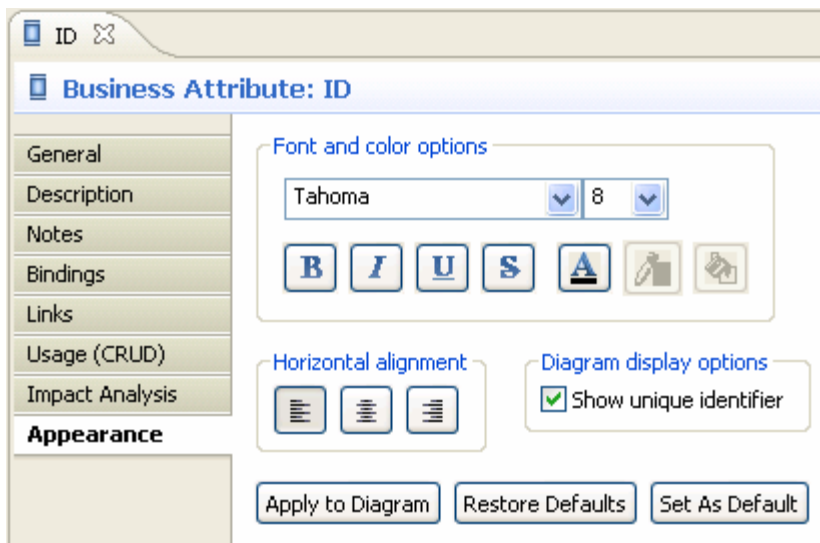 ID
Business Attribute: ID
General
Description
Notes
Bindings
Links
Usage (CRUD)
Impact Analysis
Appearance
Font and color options
Tahoma 8
B I U S A
Horizontal alignment
Diagram display options
Show unique identifier
Apply to Diagram Restore Defaults Set As Default